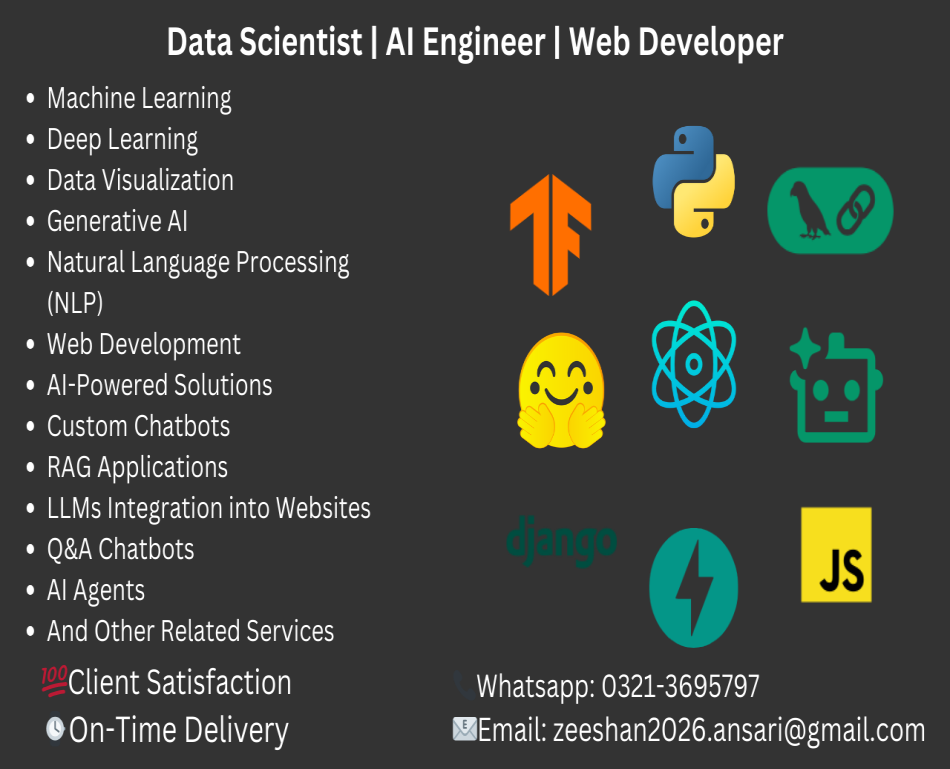 Data Scientist | AI Engineer | Web Developer
• Machine Learning
• Deep Learning
• Data Visualization
• Generative AI
• Natural Language Processing
(NLP)
• Web Development
• AI-Powered Solutions
• Custom Chatbots
• RAG Applications
• LLMs Integration into Websites
• Q&A Chatbots
• AI Agents
• And Other Related Services
django
JS
💯Client Satisfaction
🕒On-Time Delivery
📞Whatsapp: 0321-3695797
📧Email: zeeshan2026.ansari@gmail.com